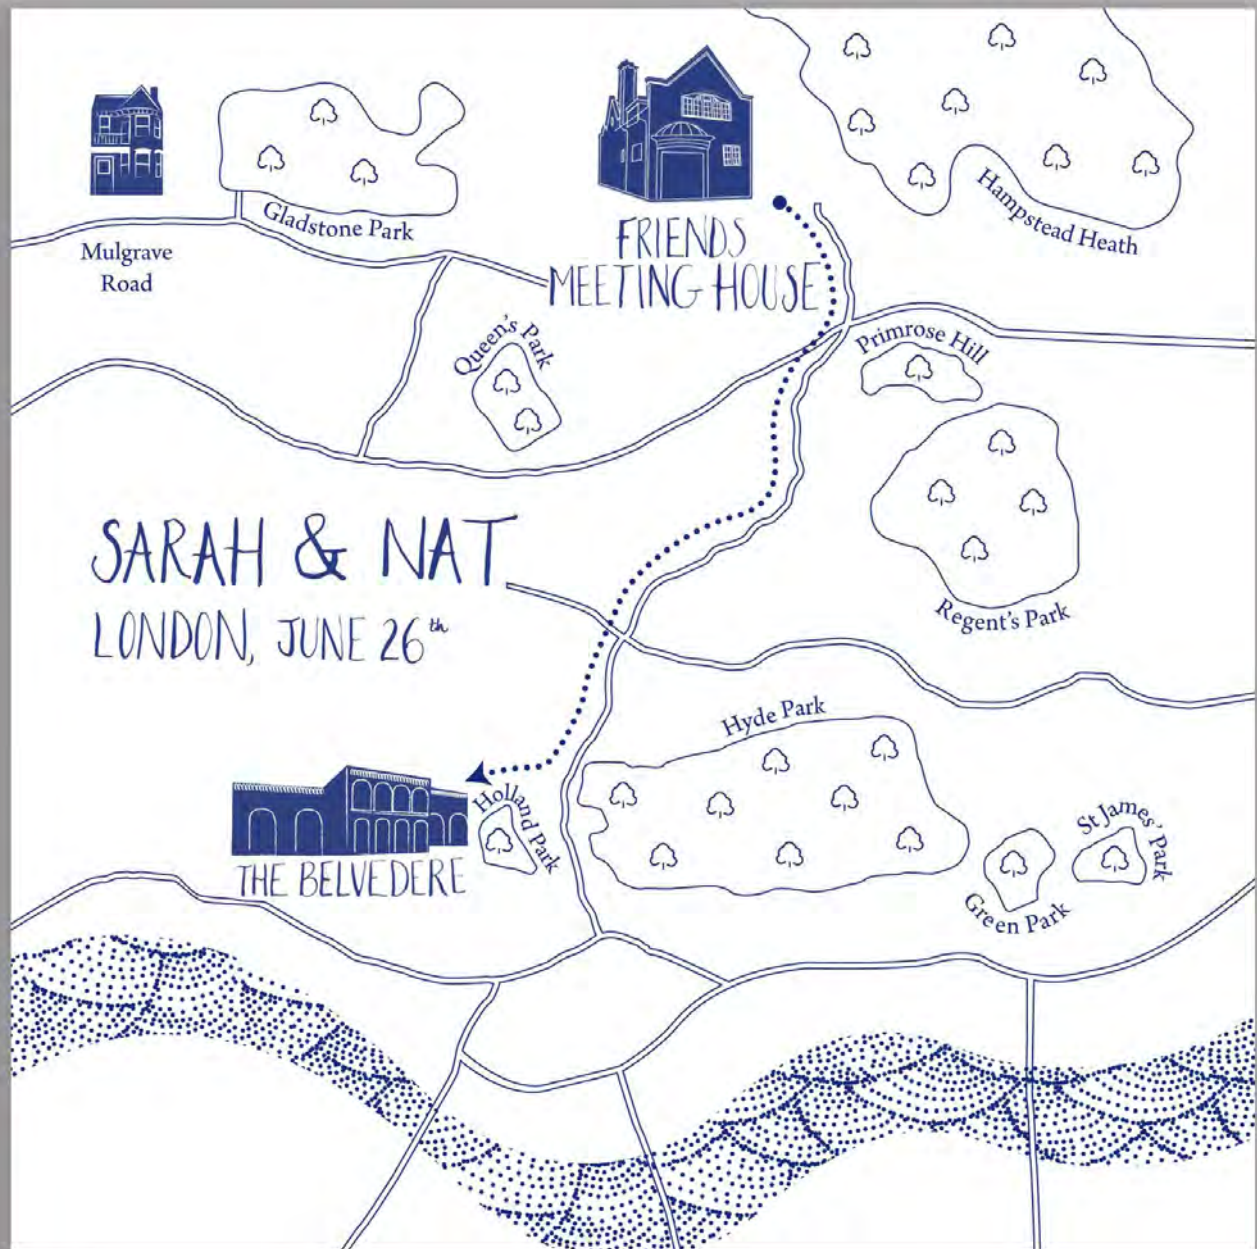 Gladstone Park
Mulgrave
Road
FRIENDS
MEETING HOUSE
Hampstead Heath
Queen's Park
Primrose Hill
SARAH & NAT
LONDON, JUNE 26th
Regent's Park
Hyde Park
Holland Park
THE BELVEDERE
Green Park
St James' Park